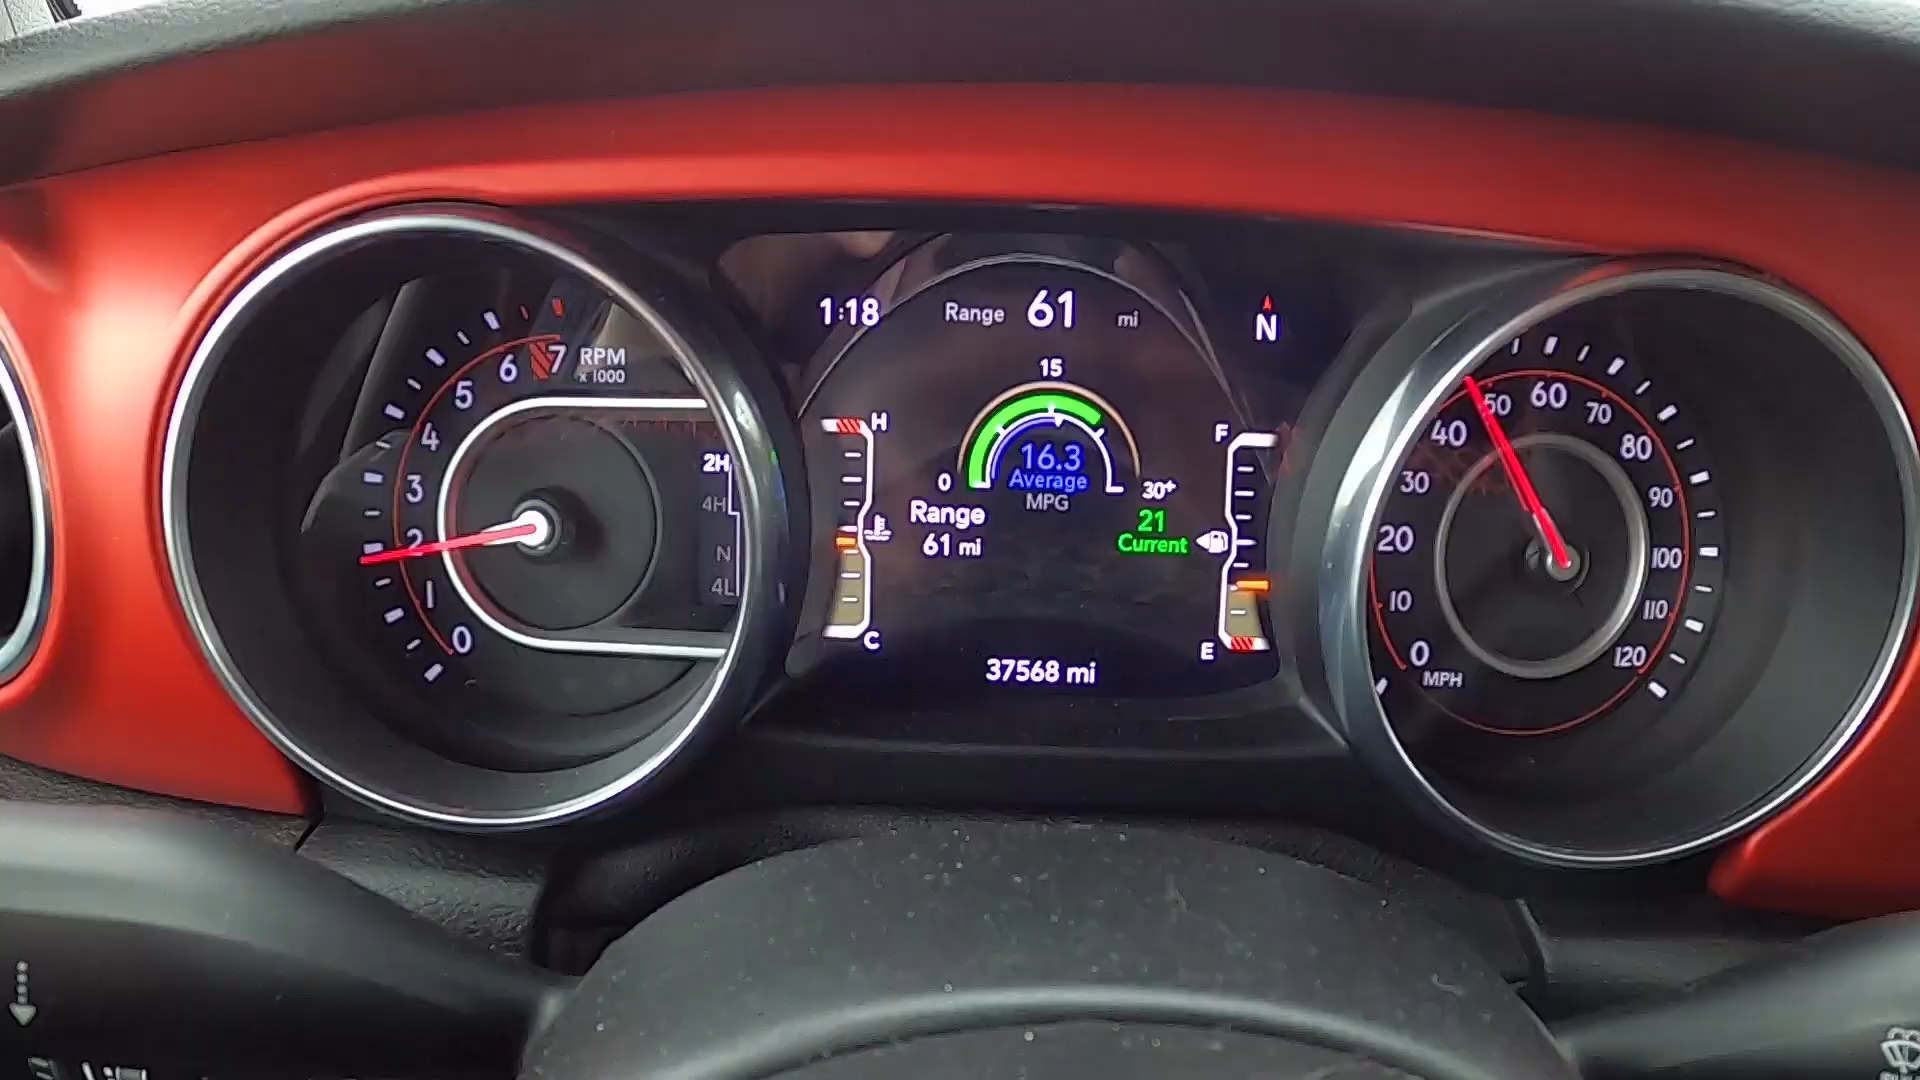 7
6
5
4
3
2
1
0
RPM
x 1000
2H
4H
N
4L
1:18
Range 61 mi
N
15
0
30+
16.3
Average
MPG
Range
61 mi
21
Current
H
C
F
E
37568 mi
0
10
20
30
40
50
60
70
80
90
100
110
120
MPH